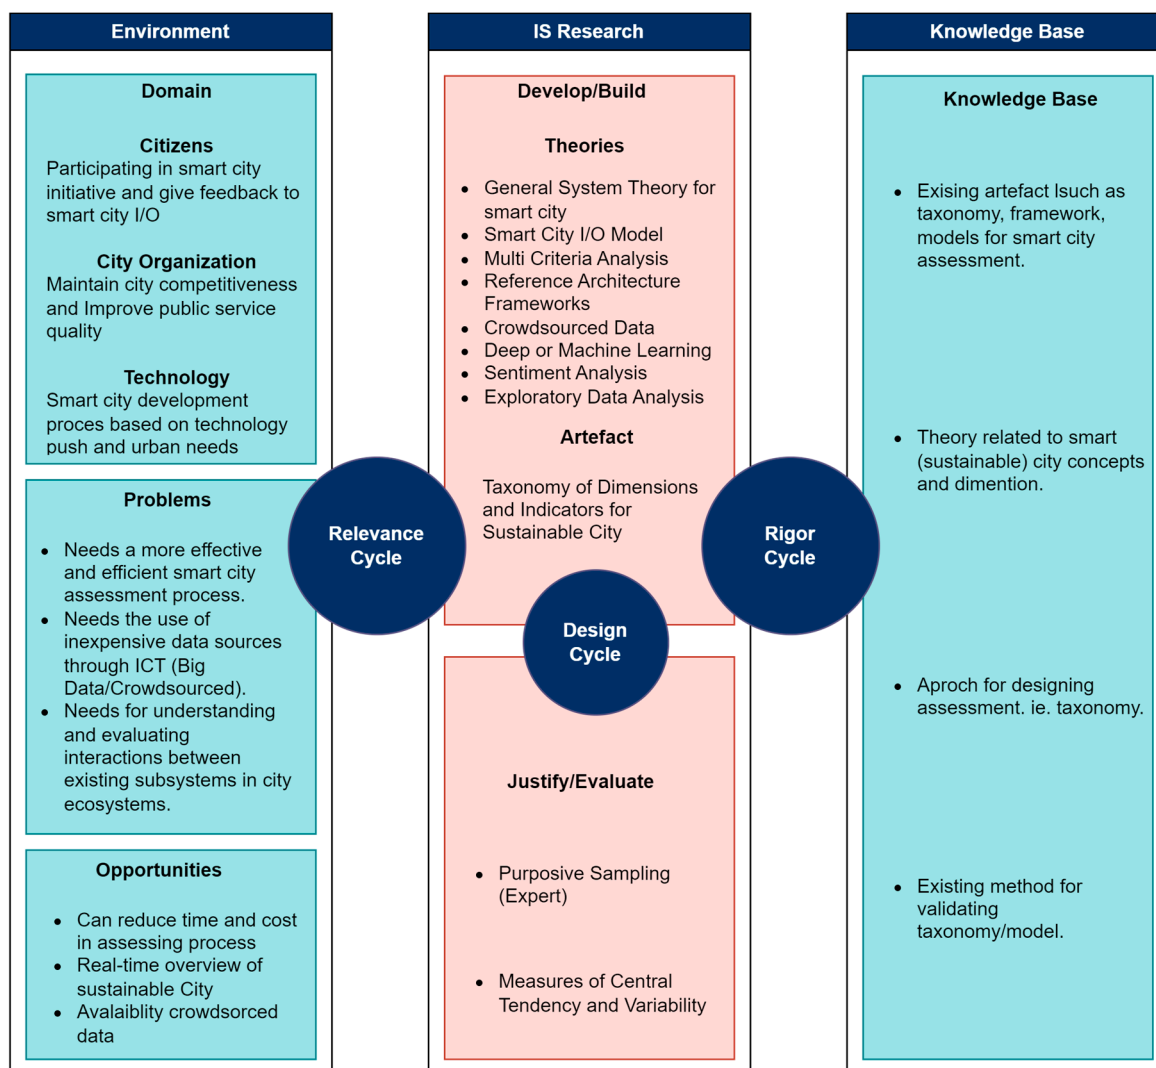 Environment
Domain
Citizens
Participating in smart city
initiative and give feedback to
smart city I/O
City Organization
Maintain city competitiveness
and Improve public service
quality
Technology
Smart city development
proces based on technology
push and urban needs
Problems
• Needs a more effective
and efficient smart city
assessment process.
• Needs the use of
inexpensive data sources
through ICT (Big
Data/Crowdsourced).
• Needs for understanding
and evaluating
interactions between
existing subsystems in city
ecosystems.
Opportunities
• Can reduce time and cost
in assessing process
• Real-time overview of
sustainable City
• Avalaiblity crowdsorced
data
Relevance
Cycle
IS Research
Develop/Build
Theories
• General System Theory for
smart city
• Smart City I/O Model
• Multi Criteria Analysis
• Reference Architecture
Frameworks
• Crowdsourced Data
• Deep or Machine Learning
• Sentiment Analysis
• Exploratory Data Analysis
Artefact
Taxonomy of Dimensions
and Indicators for
Sustainable City
Design
Cycle
Justify/Evaluate
• Purposive Sampling
(Expert)
• Measures of Central
Tendency and Variability
Rigor
Cycle
Knowledge Base
Knowledge Base
• Exising artefact lsuch as
taxonomy, framework,
models for smart city
assessment.
• Theory related to smart
(sustainable) city concepts
and dimention.
• Aproch for designing
assessment. ie. taxonomy.
• Existing method for
validating
taxonomy/model.